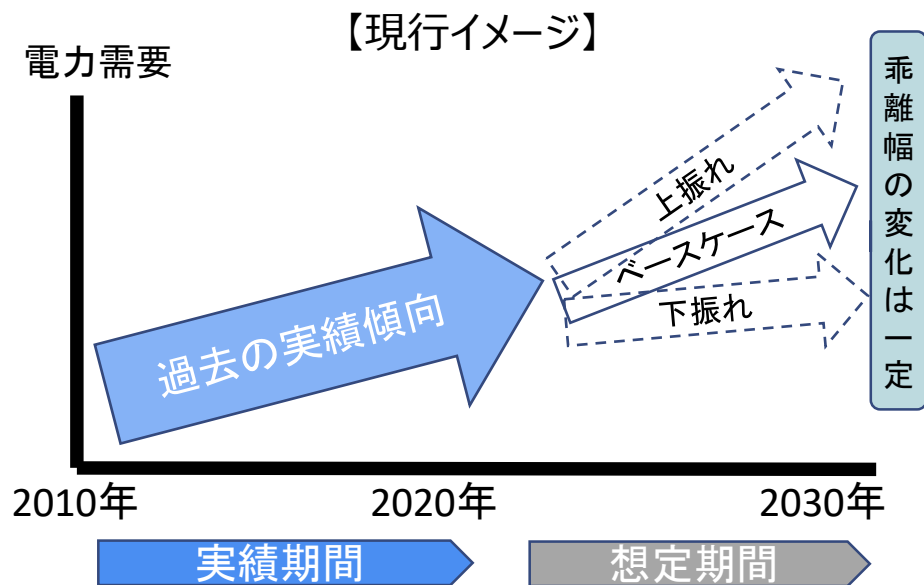 【現行イメージ】
電力需要
乖離幅の変化は一定
上振れ
ベースケース
下振れ
過去の実績傾向
2010年
2020年
2030年
実績期間
想定期間